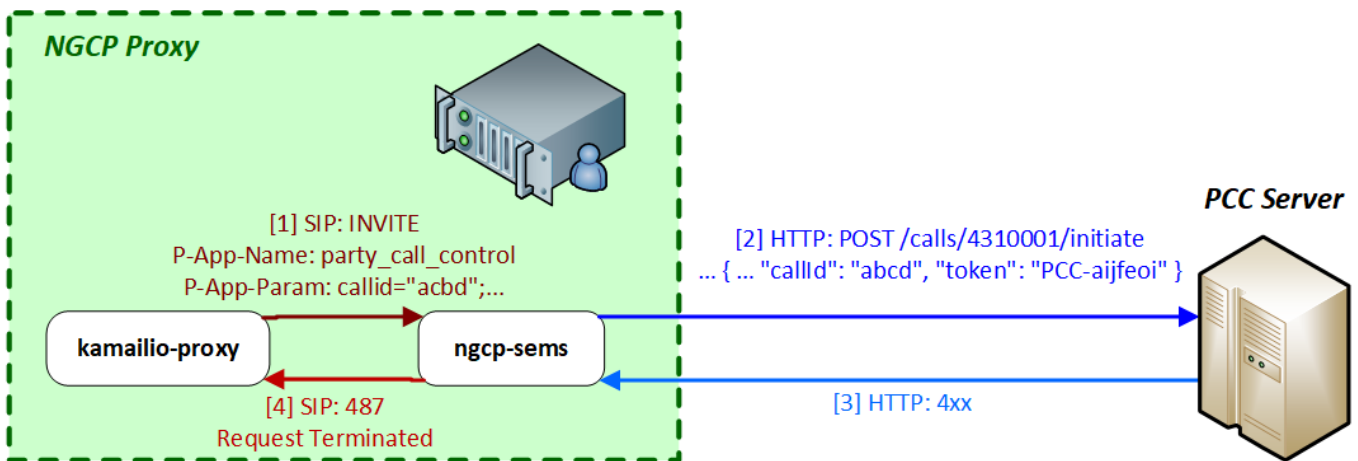 NGCP Proxy
[1] SIP: INVITE
P-App-Name: party_call_control
P-App-Param: callid="acbd";...
kamailio-proxy
ngcp-sems
[4] SIP: 487
Request Terminated
[2] HTTP: POST /calls/4310001/initiate
... { ... "callId": "abcd", "token": "PCC-aijfeoi" }
[3] HTTP: 4xx
PCC Server